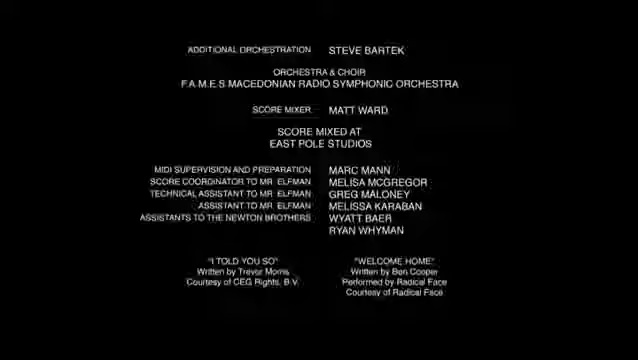 ADDITIONAL ORCHESTRATION STEVE BARTEK
ORCHESTRA & CHOIR
F.A.M.E.S MACEDONIAN RADIO SYMPHONIC ORCHESTRA
SCORE MIXER MATT WARD
SCORE MIXED AT
EAST POLE STUDIOS
MIDI SUPERVISION AND PREPARATION MARC MANN
SCORE COORDINATOR TO MR. ELFMAN MELISA MCGREGOR
TECHNICAL ASSISTANT TO MR. ELFMAN GREG MALONEY
ASSISTANT TO MR. ELFMAN MELISSA KARABAN
ASSISTANTS TO THE NEWTON BROTHERS WYATT BAER
RYAN WHYMAN
"I TOLD YOU SO"
Written by Trevor Morris
Courtesy of CEG Rights, B.V.
"WELCOME HOME"
Written by Ben Cooper
Performed by Radical Face
Courtesy of Radical Face